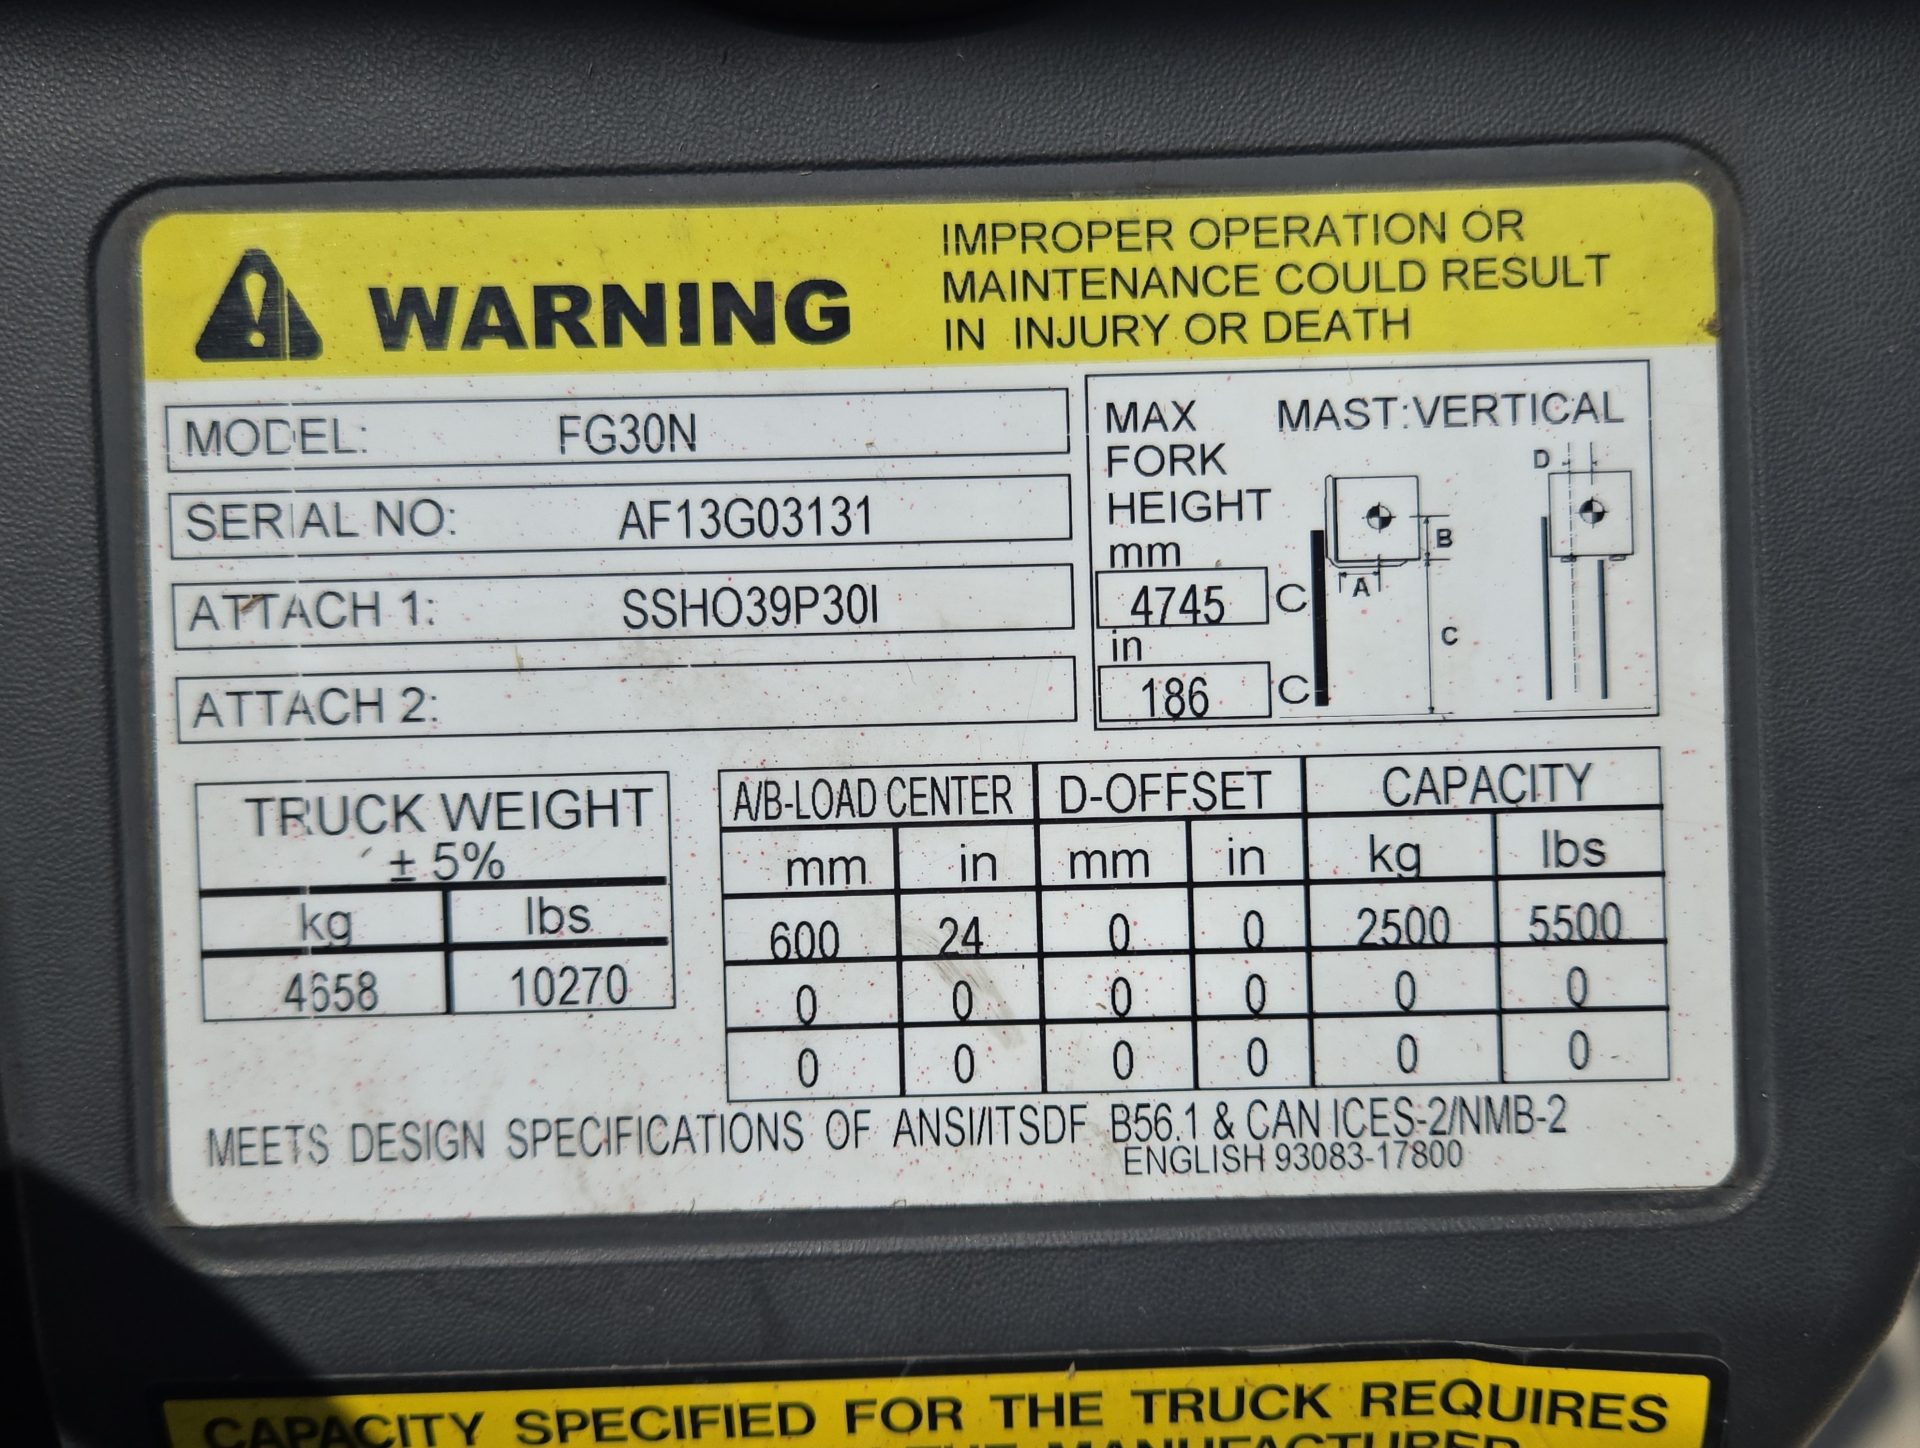 WARNING
IMPROPER OPERATION OR
MAINTENANCE COULD RESULT
IN INJURY OR DEATH
MODEL: FG30N
SERIAL NO: AF13G03131
ATTACH 1: SSHO39P30I
ATTACH 2:
MAX MAST:VERTICAL
FORK
HEIGHT
mm
4745 C
in
186 C
D
B
A
C
TRUCK WEIGHT
± 5%
kg lbs
4658 10270
A/B-LOAD CENTER D-OFFSET CAPACITY
mm in mm in kg lbs
600 24 0 0 2500 5500
0 0 0 0 0 0
0 0 0 0 0 0
MEETS DESIGN SPECIFICATIONS OF ANSI/ITSDF B56.1 & CAN ICES-2/NMB-2
ENGLISH 93083-17800
CAPACITY SPECIFIED FOR THE TRUCK REQUIRES
MANUFACTURER